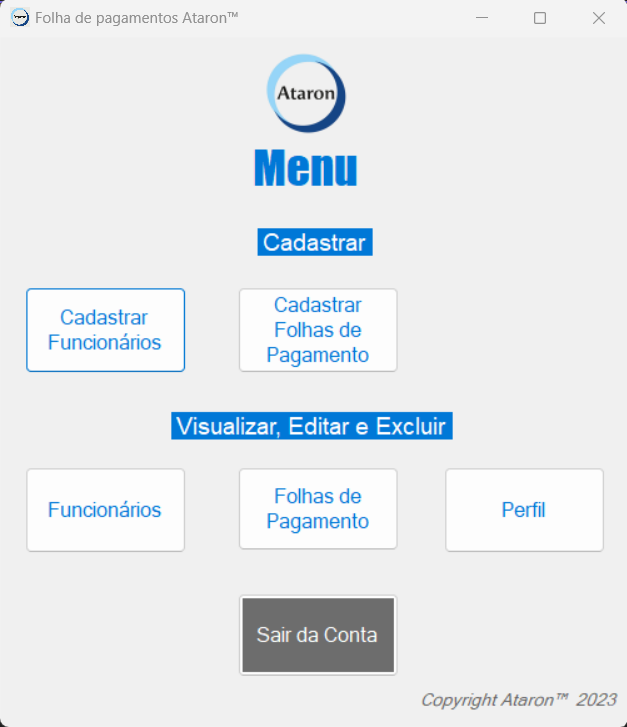 Folha de pagamentos Ataron™
Ataron
Menu
Cadastrar
Cadastrar
Funcionários
Cadastrar
Folhas de
Pagamento
Visualizar, Editar e Excluir
Funcionários
Folhas de
Pagamento
Perfil
Sair da Conta
Copyright Ataron™ 2023